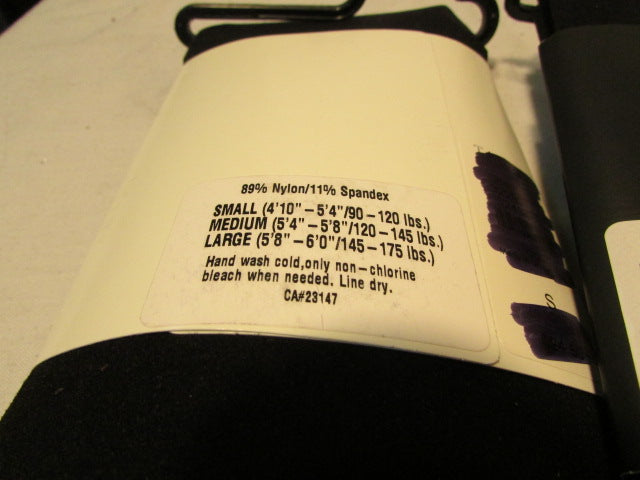 89% Nylon/11% Spandex
SMALL (4'10" – 5'4"/90 – 120 lbs.)
MEDIUM (5'4" – 5'8"/120 – 145 lbs.)
LARGE (5'8" – 6'0"/145 – 175 lbs.)
Hand wash cold,only non – chlorine
bleach when needed. Line dry.
CA#23147
S